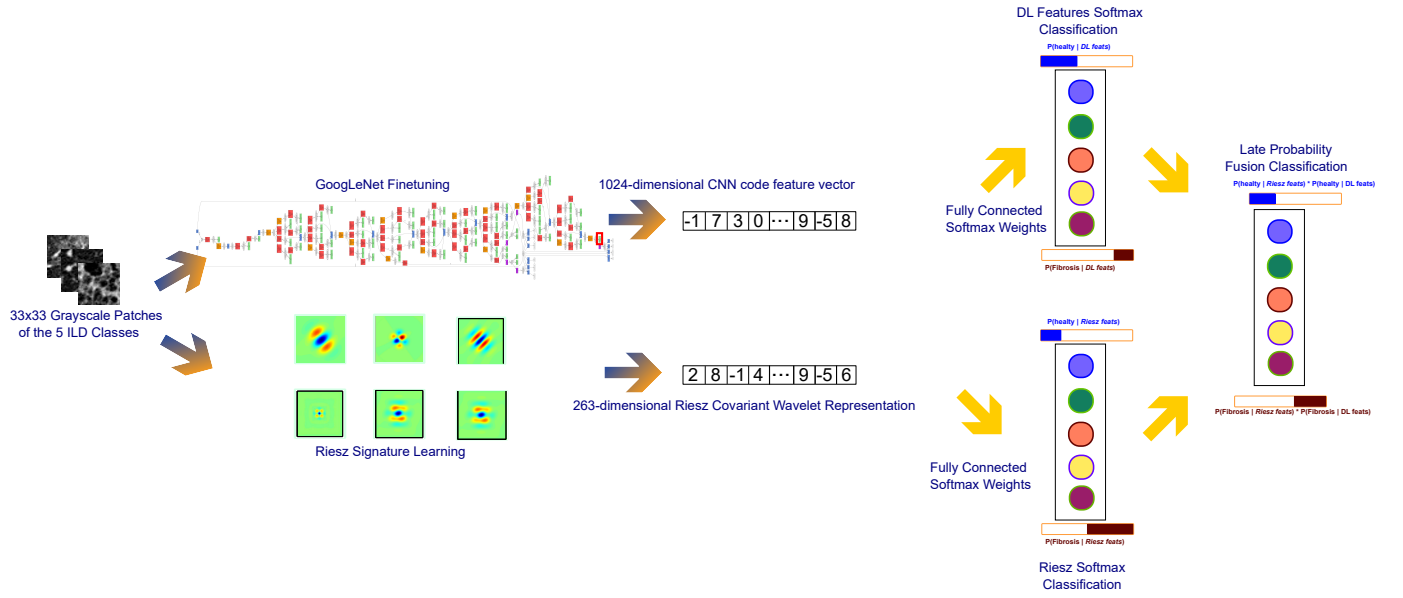 33x33 Grayscale Patches
of the 5 ILD Classes
GoogLeNet Finetuning
Riesz Signature Learning
1024-dimensional CNN code feature vector
-1 7 3 0 ··· 9 -5 8
2 8 -1 4 ··· 9 -5 6
263-dimensional Riesz Covariant Wavelet Representation
Fully Connected
Softmax Weights
Fully Connected
Softmax Weights
DL Features Softmax
Classification
P(healty | DL feats)
P(Fibrosis | DL feats)
P(healty | Riesz feats)
P(Fibrosis | Riesz feats)
Riesz Softmax
Classification
Late Probability
Fusion Classification
P(healty | Riesz feats) * P(healty | DL feats)
P(Fibrosis | Riesz feats) * P(Fibrosis | DL feats)